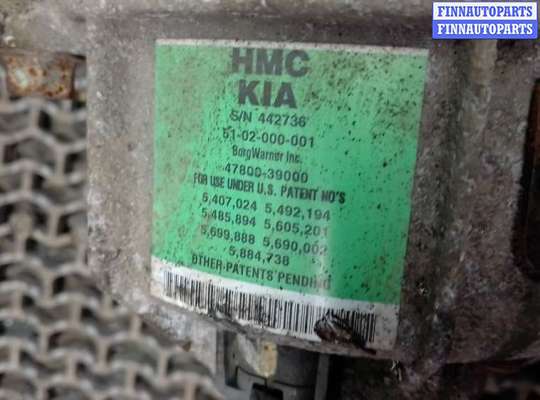 FINNAUTOPARTS
FINNAUTOPARTS
HMC
KIA
S/N 442736
51-02-000-001
BorgWarner Inc.
47800-39000
FOR USE UNDER U.S. PATENT NO'S
5,407,024 5,492,194
5,485,894 5,605,201
5,699,888 5,690,002
5,884,738
OTHER PATENTS PENDING